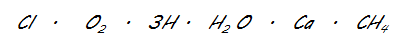 Cl · O₂ · 3H · H₂O · Ca · CH₄